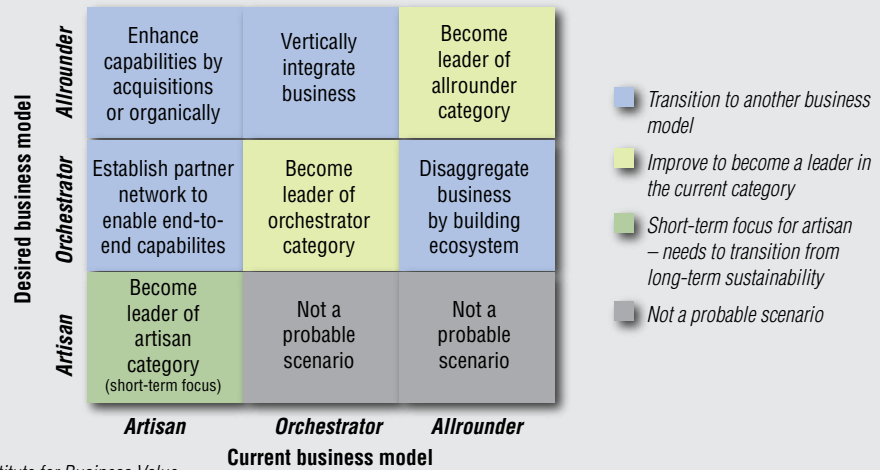 Desired business model
Allrounder
Enhance
capabilities by
acquisitions
or organically
Vertically
integrate
business
Become
leader of
allrounder
category
Orchestrator
Establish partner
network to
enable end-to-
end capabilites
Become
leader of
orchestrator
category
Disaggregate
business
by building
ecosystem
Artisan
Become
leader of
artisan
category
(short-term focus)
Not a
probable
scenario
Not a
probable
scenario
Artisan
Orchestrator
Allrounder
Current business model
Transition to another business
model
Improve to become a leader in
the current category
Short-term focus for artisan
– needs to transition from
long-term sustainability
Not a probable scenario
for Business Value